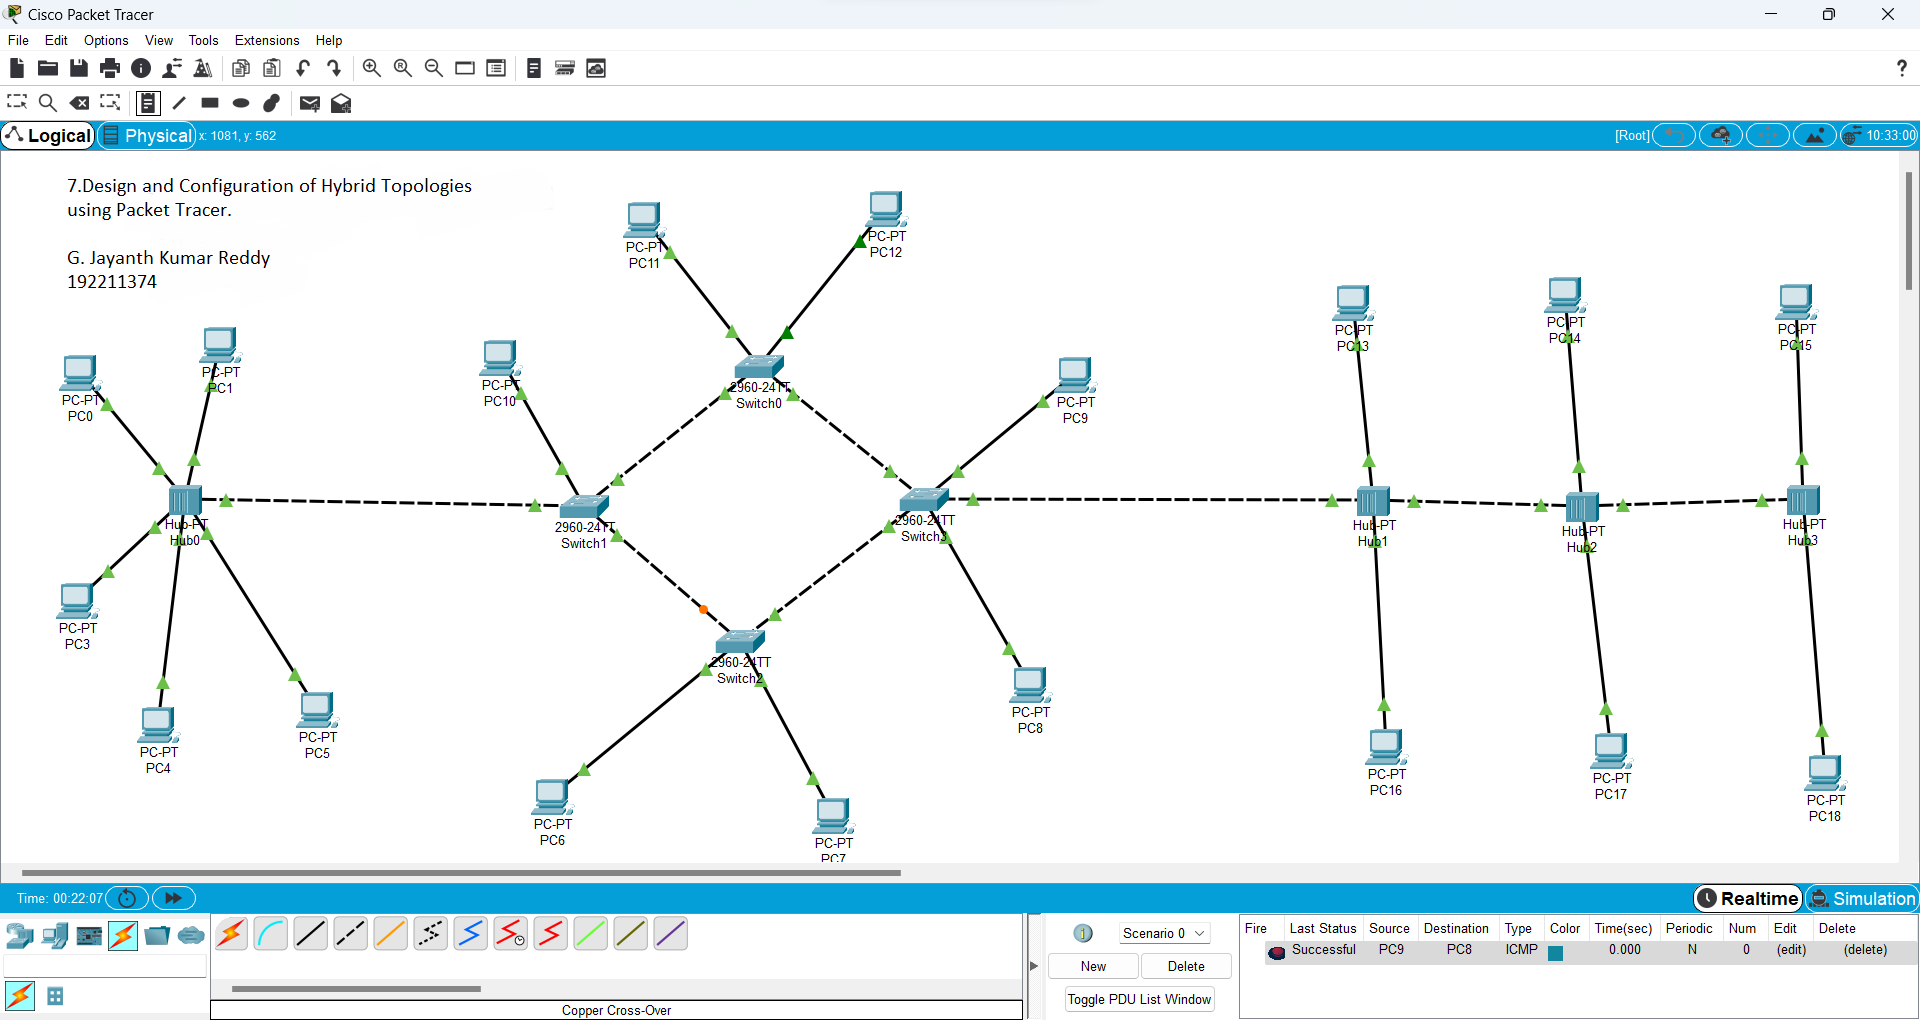 Cisco Packet Tracer
File Edit Options View Tools Extensions Help
Logical Physical x: 1081, y: 562 [Root] 10:33:00
7.Design and Configuration of Hybrid Topologies
using Packet Tracer.
G. Jayanth Kumar Reddy
192211374
PC-PT
PC11
PC-PT
PC12
PC-PT
PC13
PC-PT
PC14
PC-PT
PC15
PC-PT
PC0
PC-PT
PC1
PC-PT
PC10
2960-24TT
Switch0
PC-PT
PC9
Hub-PT
Hub0
2960-24TT
Switch1
2960-24TT
Switch3
Hub-PT
Hub1
Hub-PT
Hub2
Hub-PT
Hub3
PC-PT
PC3
2960-24TT
Switch2
PC-PT
PC8
PC-PT
PC4
PC-PT
PC5
PC-PT
PC6
PC-PT
PC7
PC-PT
PC16
PC-PT
PC17
PC-PT
PC18
Time: 00:22:07 Realtime Simulation
Scenario 0
New Delete
Toggle PDU List Window
Fire Last Status Source Destination Type Color Time(sec) Periodic Num Edit Delete
Successful PC9 PC8 ICMP 0.000 N 0 (edit) (delete)
Copper Cross-Over